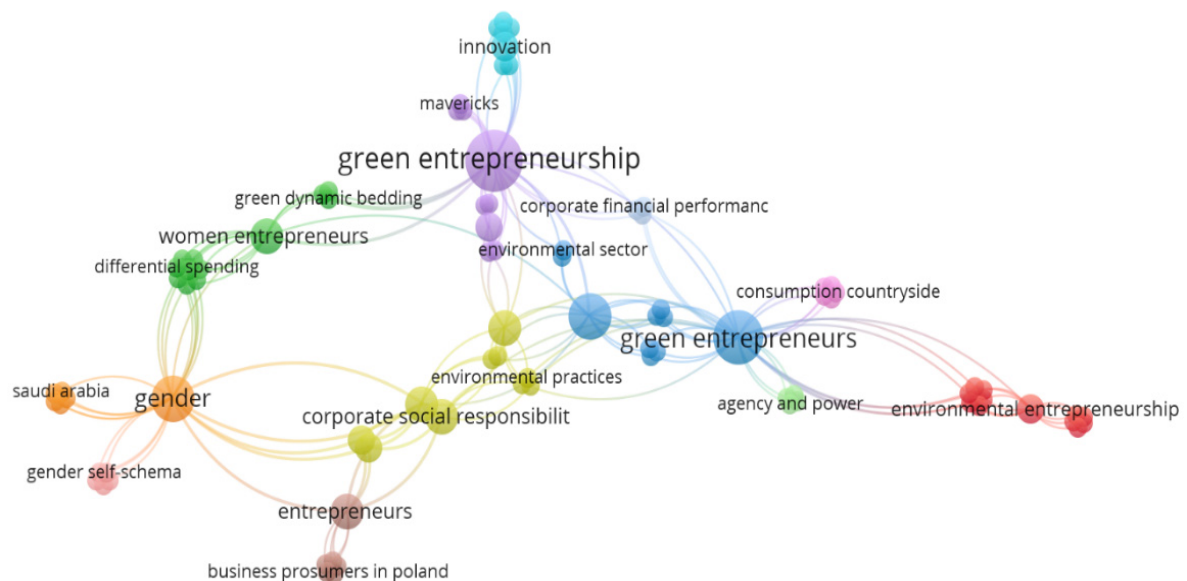 innovation
mavericks
green entrepreneurship
green dynamic bedding
corporate financial performanc
women entrepreneurs
environmental sector
differential spending
consumption countryside
green entrepreneurs
environmental practices
saudi arabia
gender
agency and power
environmental entrepreneurship
corporate social responsibilit
gender self-schema
entrepreneurs
business prosumers in poland